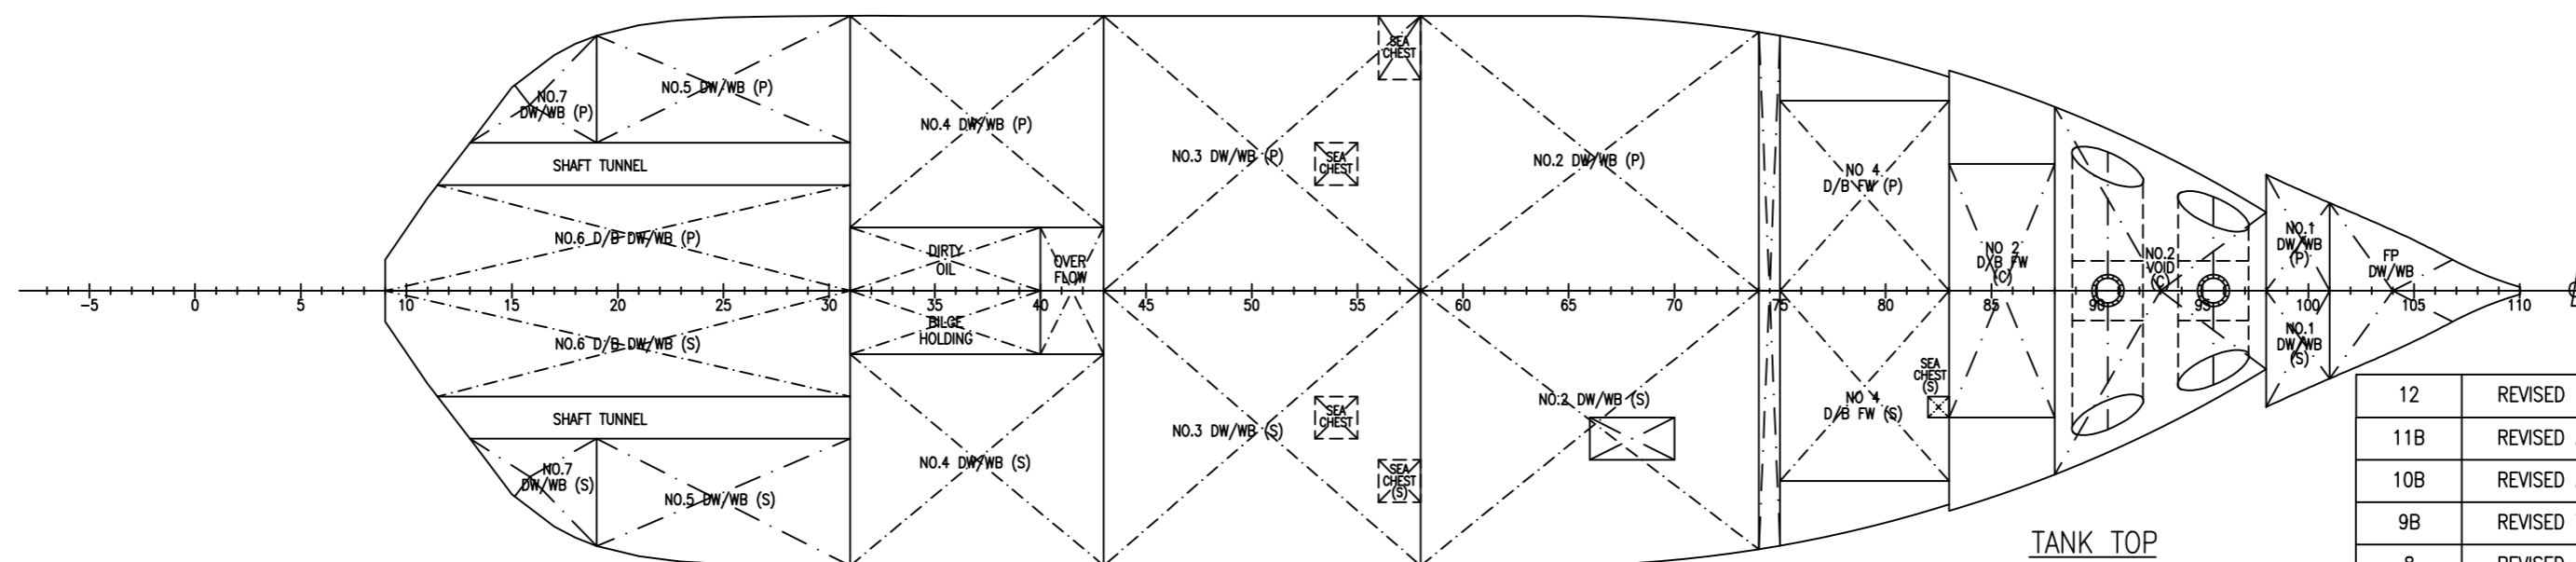 SEA
CHEST
NO.5 DW/WB (P)
NO.7
DW/WB (P)
NO.4 DW/WB (P)
NO.3 DW/WB (P)
SEA
CHEST
NO.2 DW/WB (P)
SHAFT TUNNEL
NO 4
D/B FW (P)
NO.6 D/B DW/WB (P)
DIRTY
OIL
OVER
FLOW
NO 2
D/B FW
(C)
NO.2
VOID
(C)
NO.1
DW/WB
(P)
FP
DW/WB
-5 0 5 10 15 20 25 30 35 40 45 50 55 60 65 70 75 80 85 90 95 100 105 110
BILGE
HOLDING
NO.6 D/B DW/WB (S)
NO.1
DW/WB
(S)
SEA
CHEST
(S)
NO.2 DW/WB (S)
NO 4
D/B FW (S)
SHAFT TUNNEL
SEA
CHEST
NO.3 DW/WB (S)
NO.4 DW/WB (S)
NO.7
DW/WB (S)
SEA
CHEST
(S)
NO.5 DW/WB (S)
TANK TOP
12 REVISED
11B REVISED
10B REVISED
9B REVISED
8 REVISED